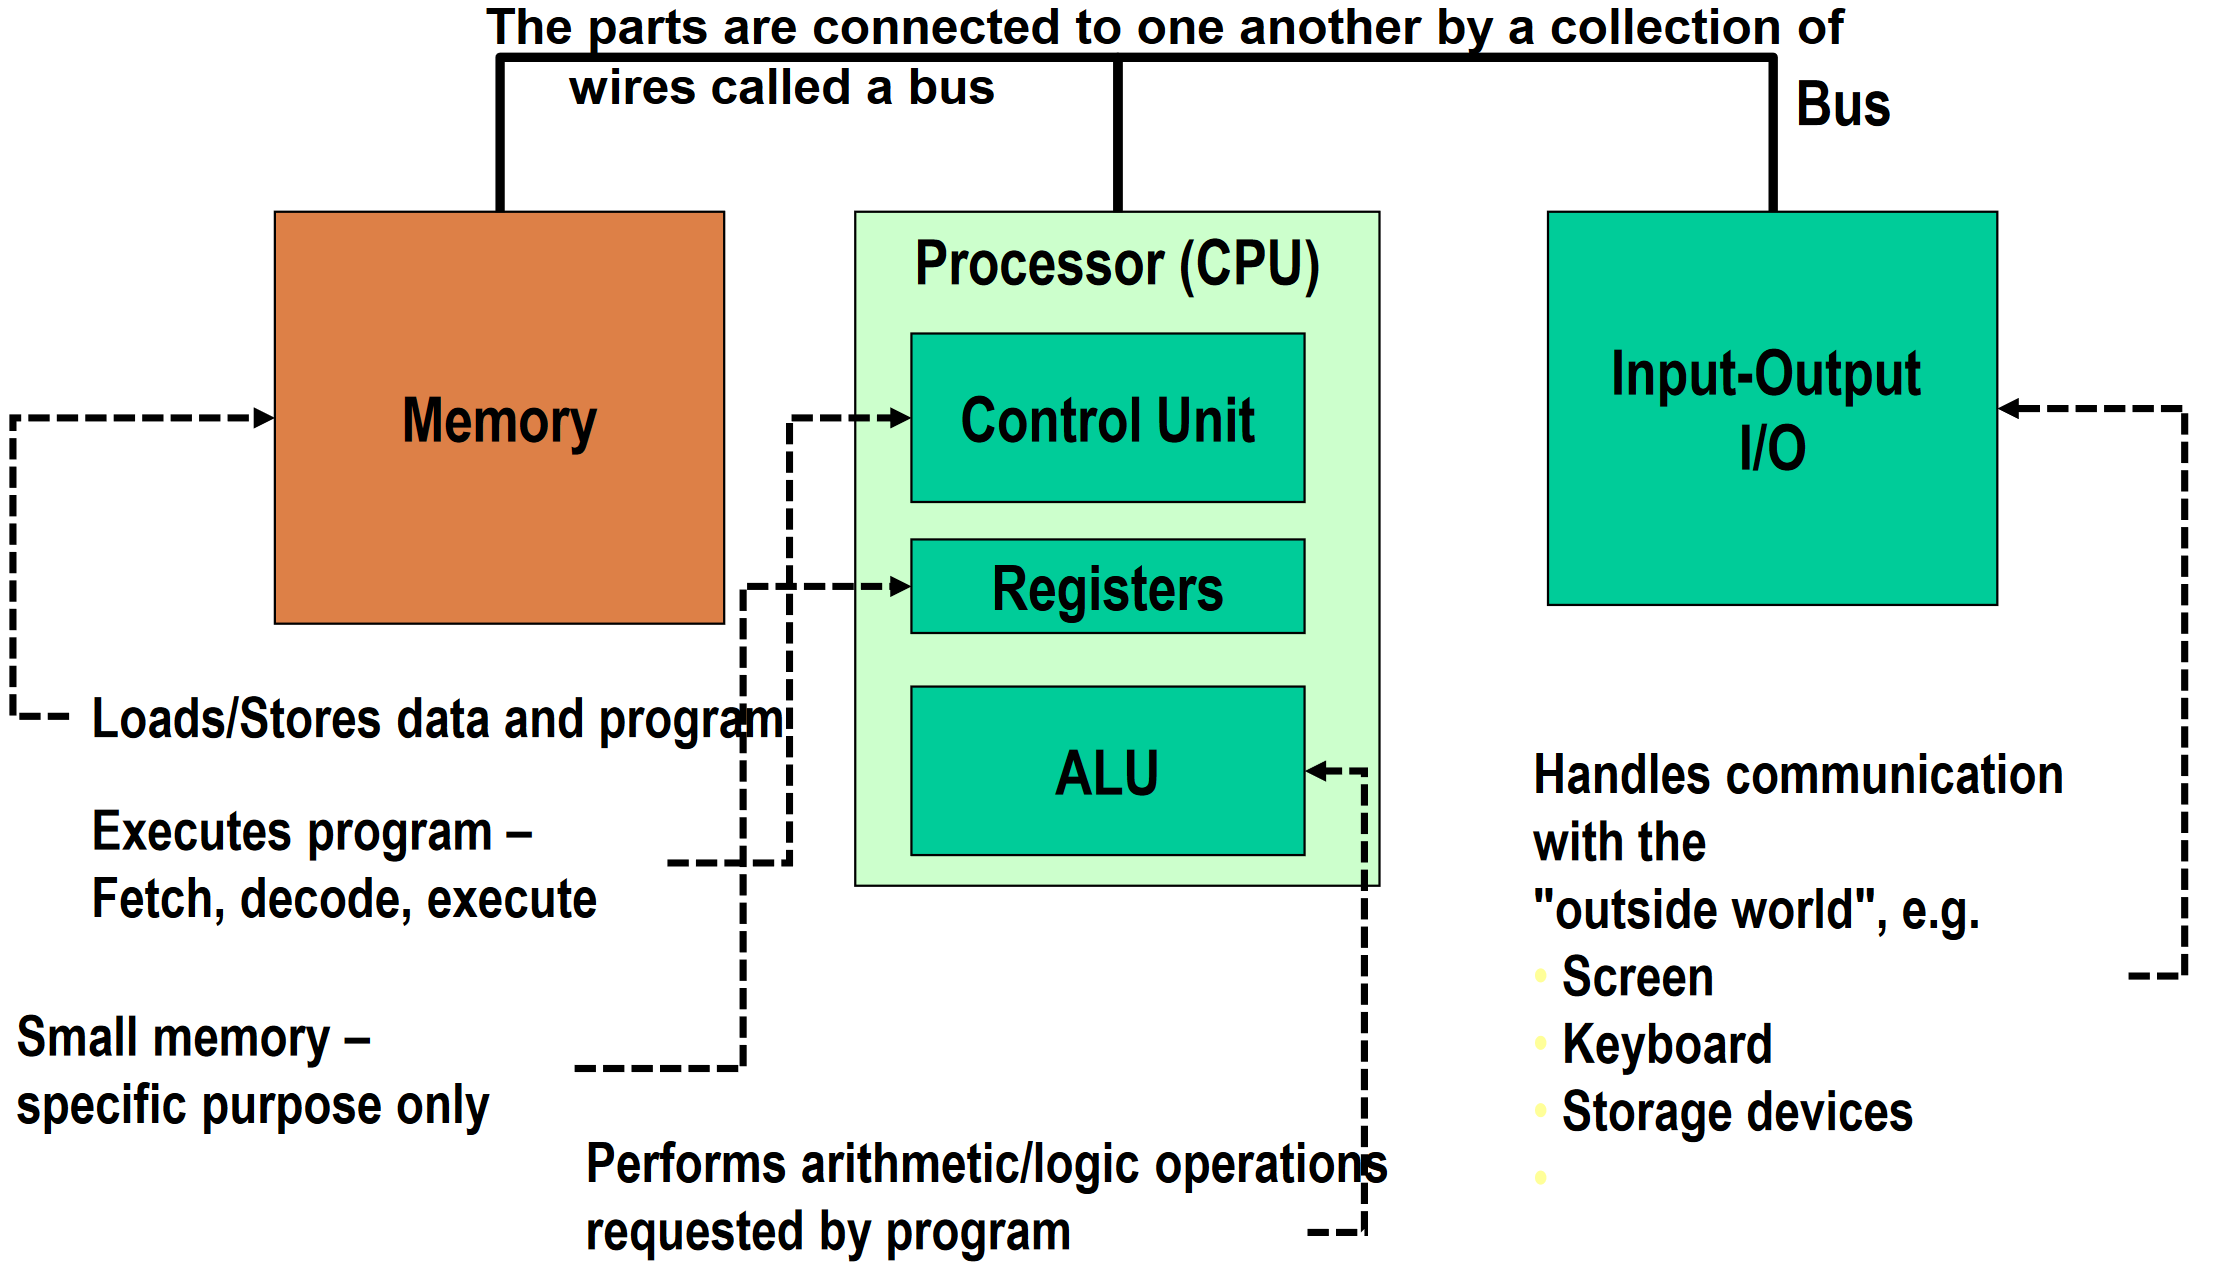 The parts are connected to one another by a collection of
wires called a bus
Bus
Memory
Processor (CPU)
Control Unit
Registers
ALU
Input-Output
I/O
Loads/Stores data and program
Executes program –
Fetch, decode, execute
Small memory –
specific purpose only
Performs arithmetic/logic operations
requested by program
Handles communication
with the
"outside world", e.g.
• Screen
• Keyboard
• Storage devices
•